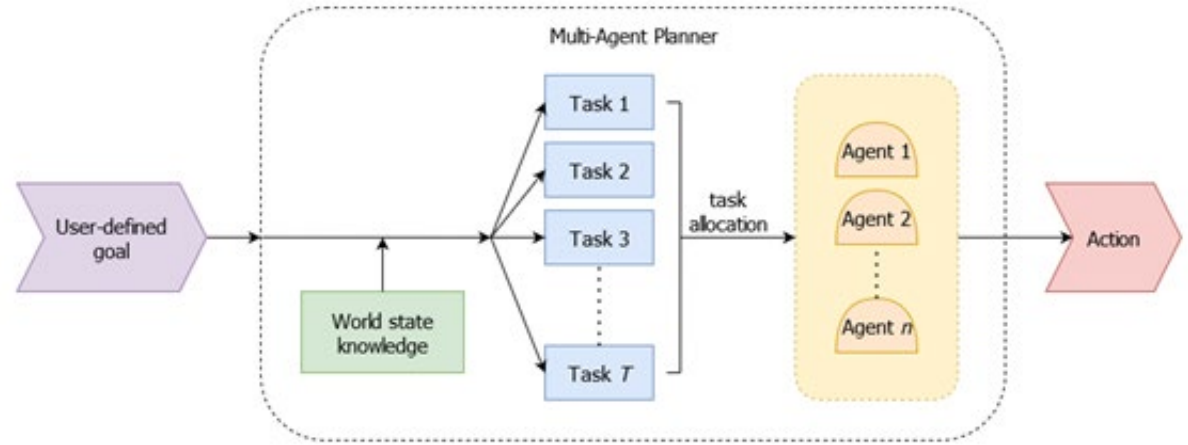 Multi-Agent Planner
User-defined
goal
World state
knowledge
Task 1
Task 2
Task 3
Task T
task
allocation
Agent 1
Agent 2
Agent n
Action